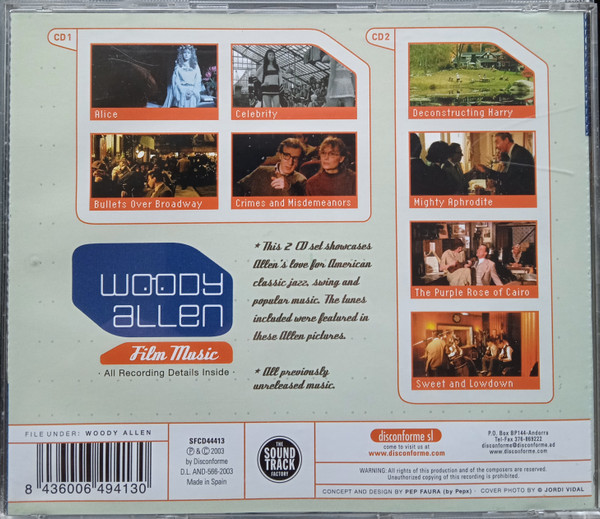 CD1
CD2
Alice
Celebrity
Bullets Over Broadway
Crimes and Misdemeanors
Deconstructing Harry
Mighty Aphrodite
The Purple Rose of Cairo
Sweet and Lowdown
WOODY
ALLEN
Film Music
· All Recording Details Inside ·
* This 2 CD set showcases
Allen's love for American
classic jazz, swing and
popular music. The tunes
included were featured in
these Allen pictures.
* All previously
unreleased music.
FILE UNDER: WOODY ALLEN
8 436006 494130
SFCD44413
℗ & © 2003
by Disconforme
D.L. AND-566-2003
Made in Spain
THE
SOUND
TRACK
FACTORY
disconforme sl
come to visit us at
www.disconforme.com
P.O. Box BP144-Andorra
Tel-Fax 376-868222
disconforme@disconforme.ad
www.disconforme.com
WARNING: All rights of this production and of the composers are reserved.
Unauthorized copying of this recording is prohibited.
CONCEPT AND DESIGN BY PEP FAURA (by Peps) · COVER PHOTO BY © JORDI VIDAL